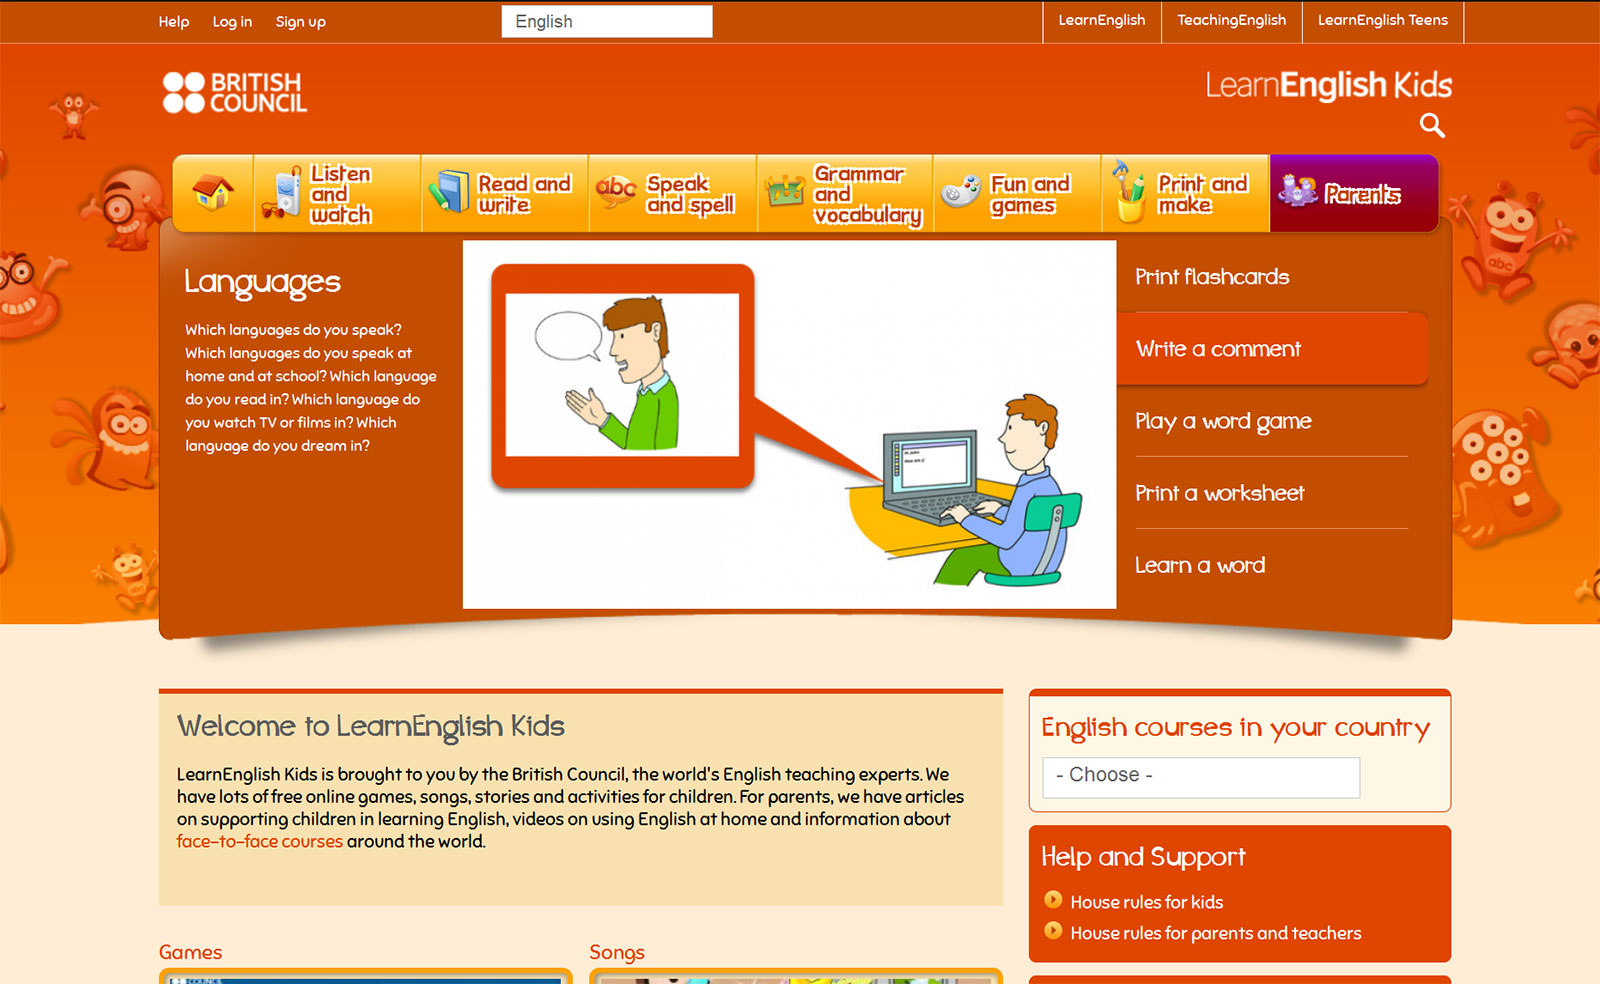 Help Log in Sign up English LearnEnglish TeachingEnglish LearnEnglish Teens
BRITISH
COUNCIL
LearnEnglish Kids
Listen
and
watch
Read and
write
abc
Speak
and spell
Grammar
and
vocabulary
Fun and
games
Print and
make
Parents
Languages
Which languages do you speak?
Which languages do you speak at
home and at school? Which language
do you read in? Which language do
you watch TV or films in? Which
language do you dream in?
Print flashcards
Write a comment
Play a word game
Print a worksheet
Learn a word
abc
Welcome to LearnEnglish Kids
LearnEnglish Kids is brought to you by the British Council, the world's English teaching experts. We
have lots of free online games, songs, stories and activities for children. For parents, we have articles
on supporting children in learning English, videos on using English at home and information about
face-to-face courses around the world.
English courses in your country
- Choose -
Help and Support
House rules for kids
House rules for parents and teachers
Games
Songs